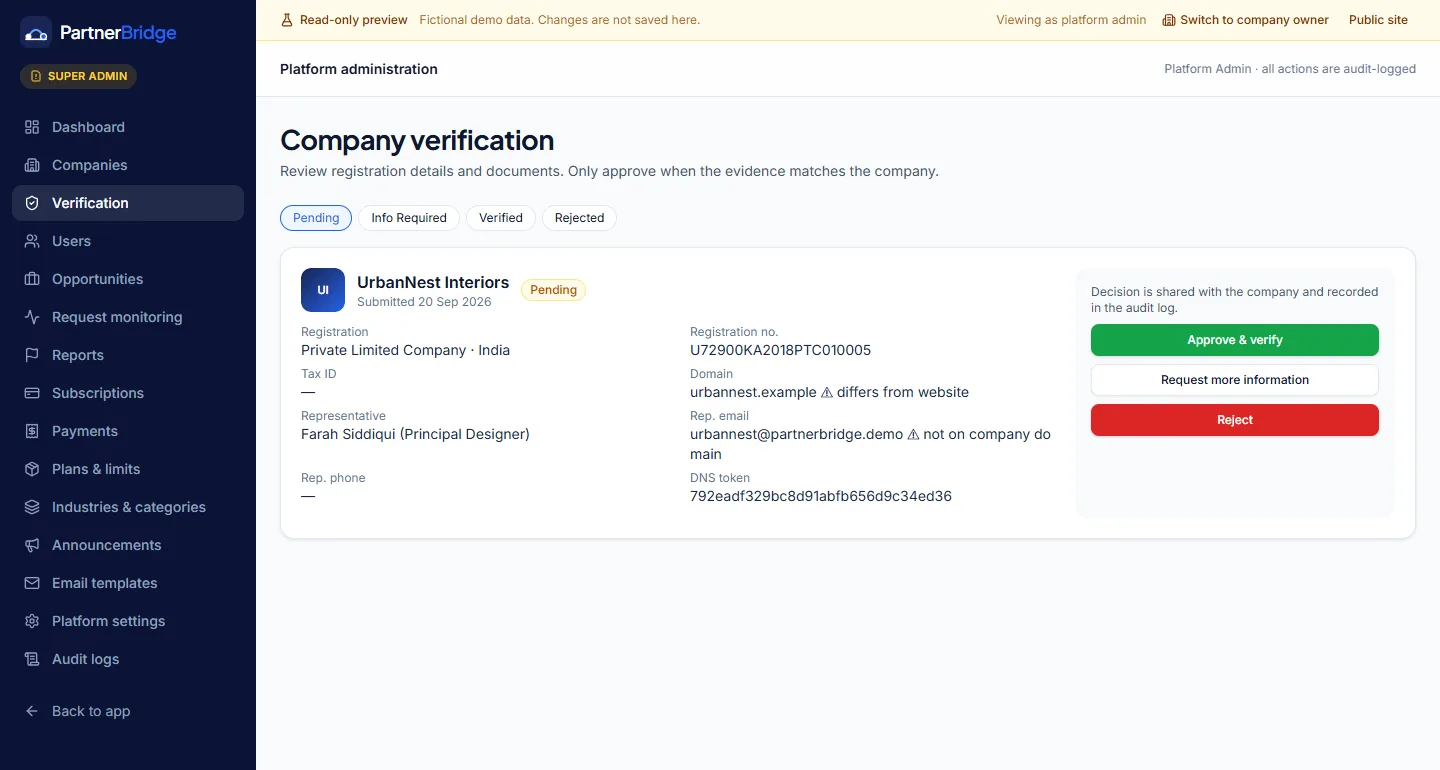 PartnerBridge
SUPER ADMIN
Dashboard
Companies
Verification
Users
Opportunities
Request monitoring
Reports
Subscriptions
Payments
Plans & limits
Industries & categories
Announcements
Email templates
Platform settings
Audit logs
Back to app
Read-only preview Fictional demo data. Changes are not saved here.
Viewing as platform admin Switch to company owner Public site
Platform administration
Platform Admin · all actions are audit-logged
Company verification
Review registration details and documents. Only approve when the evidence matches the company.
Pending Info Required Verified Rejected
UI
UrbanNest Interiors
Submitted 20 Sep 2026
Pending
Registration
Private Limited Company · India
Registration no.
U72900KA2018PTC010005
Tax ID
—
Domain
urbannest.example ⚠ differs from website
Representative
Farah Siddiqui (Principal Designer)
Rep. email
urbannest@partnerbridge.demo ⚠ not on company do
main
Rep. phone
—
DNS token
792eadf329bc8d91abfb656d9c34ed36
Decision is shared with the company and recorded
in the audit log.
Approve & verify
Request more information
Reject